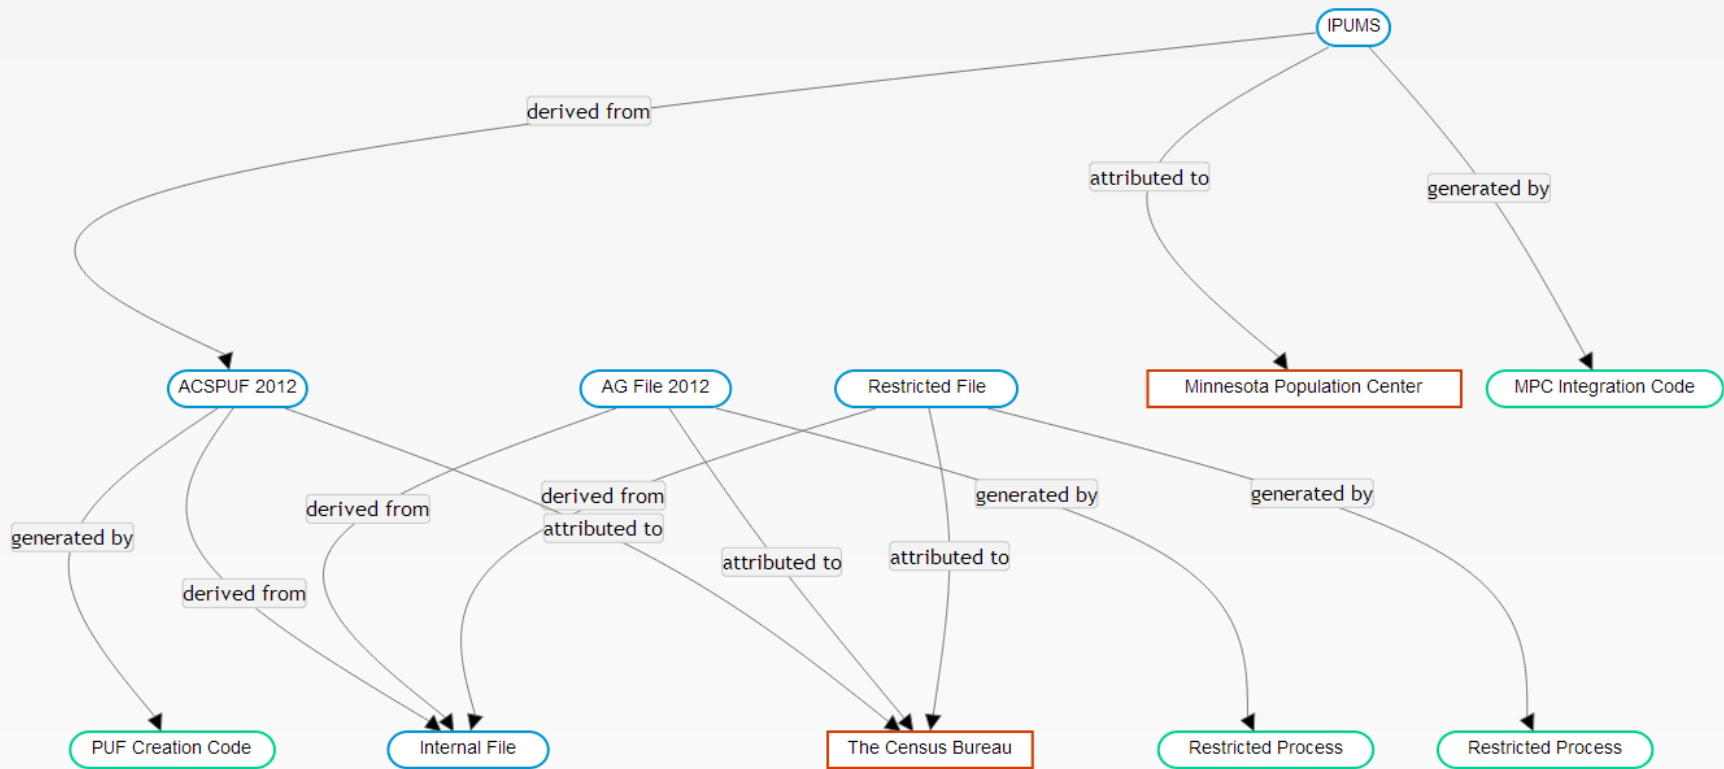 IPUMS
derived from
attributed to
generated by
ACSPUF 2012
AG File 2012
Restricted File
Minnesota Population Center
MPC Integration Code
derived from
derived from
generated by
generated by
attributed to
generated by
attributed to
attributed to
derived from
PUF Creation Code
Internal File
The Census Bureau
Restricted Process
Restricted Process